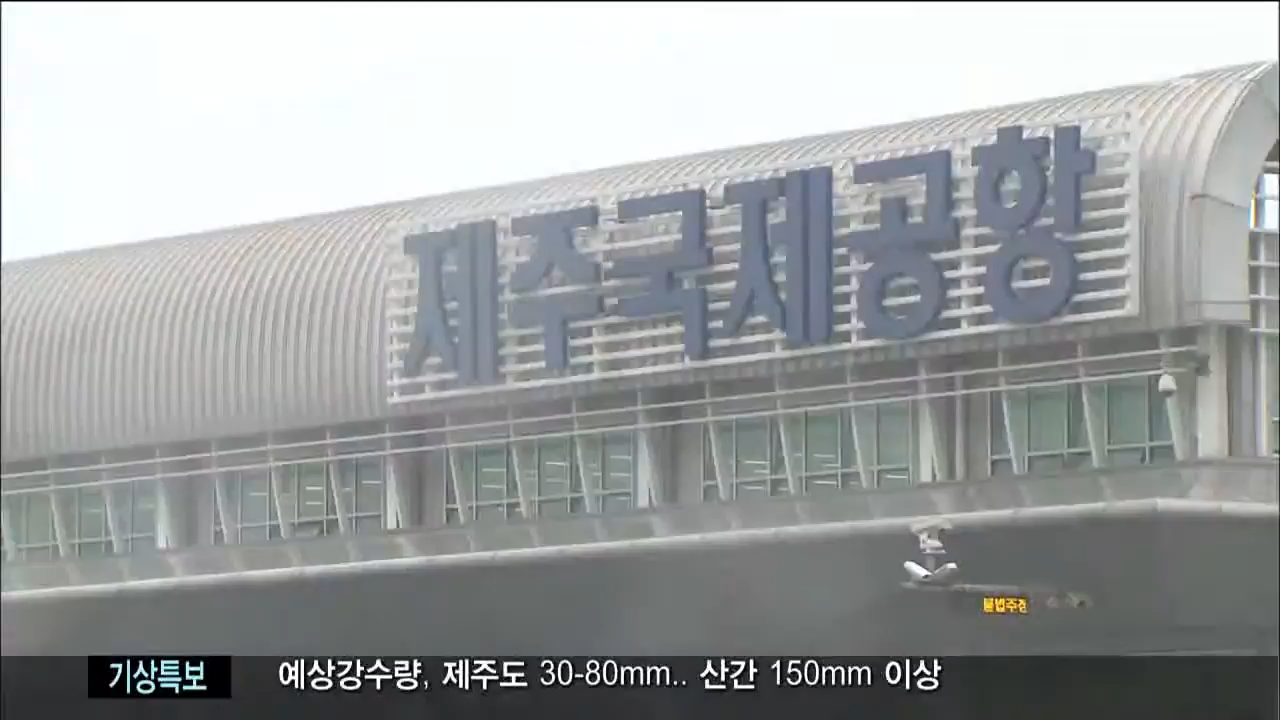 제주국제공항
불법주정
기상특보
예상강수량, 제주도 30-80mm.. 산간 150mm 이상